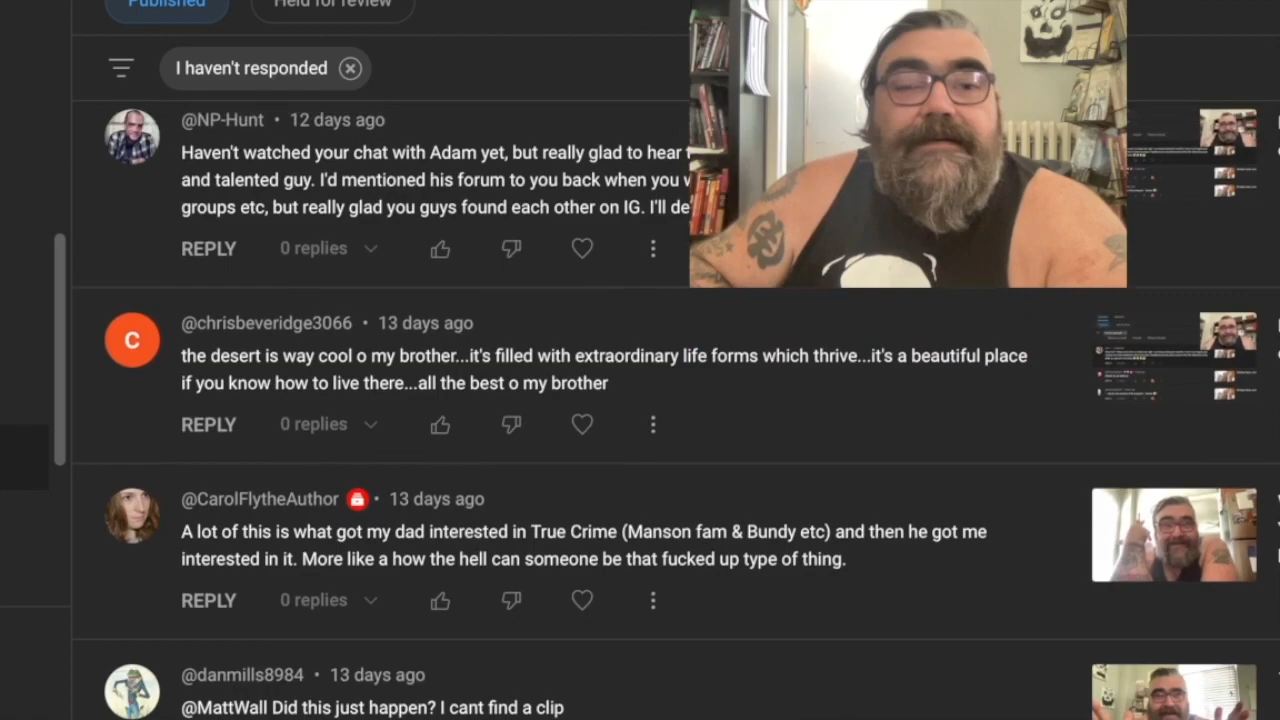 Published
Held for review
I haven't responded
@NP-Hunt • 12 days ago
Haven't watched your chat with Adam yet, but really glad to hear
and talented guy. I'd mentioned his forum to you back when you
groups etc, but really glad you guys found each other on IG. I'll de
REPLY 0 replies
@chrisbeveridge3066 • 13 days ago
the desert is way cool o my brother...it's filled with extraordinary life forms which thrive...it's a beautiful place
if you know how to live there...all the best o my brother
REPLY 0 replies
C
@CarolFlytheAuthor • 13 days ago
A lot of this is what got my dad interested in True Crime (Manson fam & Bundy etc) and then he got me
interested in it. More like a how the hell can someone be that fucked up type of thing.
REPLY 0 replies
@danmills8984 • 13 days ago
@MattWall Did this just happen? I cant find a clip